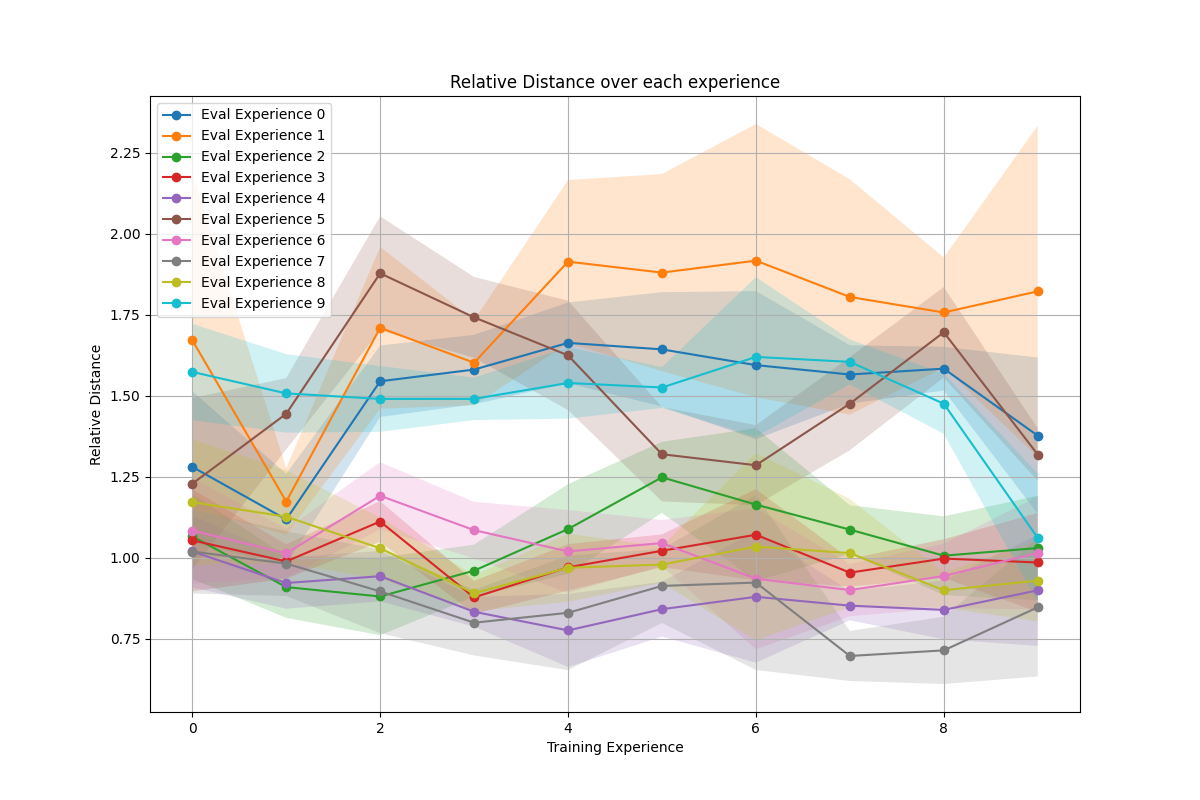 Relative Distance over each experience
Eval Experience 0
Eval Experience 1
Eval Experience 2
Eval Experience 3
Eval Experience 4
Eval Experience 5
Eval Experience 6
Eval Experience 7
Eval Experience 8
Eval Experience 9
2.25
2.00
1.75
1.50
1.25
1.00
0.75
Relative Distance
0 2 4 6 8
Training Experience